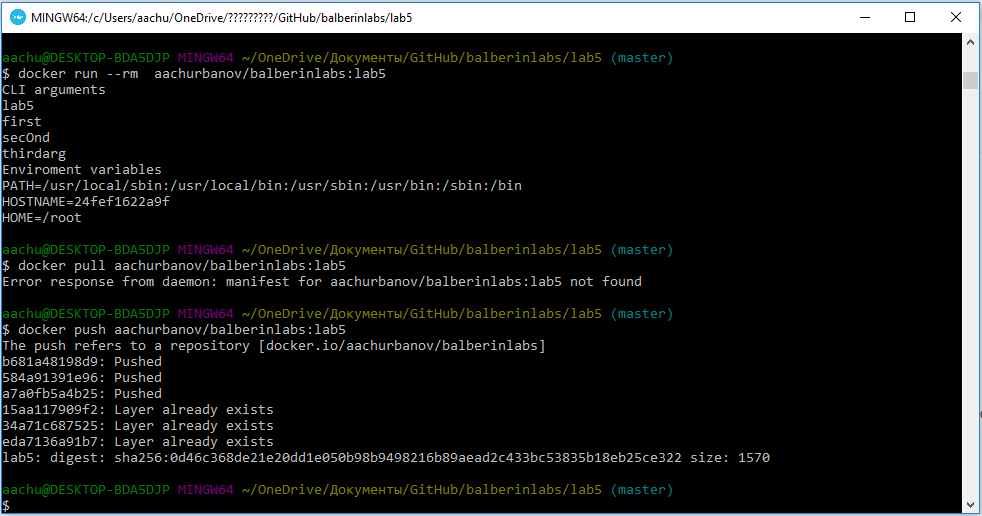 MINGW64:/c/Users/aachu/OneDrive/?????????/GitHub/balberinlabs/lab5
aachu@DESKTOP-BDA5DJP MINGW64 ~/OneDrive/Документы/GitHub/balberinlabs/lab5 (master)
$ docker run --rm  aachurbanov/balberinlabs:lab5
CLI arguments
lab5
first
secOnd
thirdarg
Enviroment variables
PATH=/usr/local/sbin:/usr/local/bin:/usr/sbin:/usr/bin:/sbin:/bin
HOSTNAME=24fef1622a9f
HOME=/root
aachu@DESKTOP-BDA5DJP MINGW64 ~/OneDrive/Документы/GitHub/balberinlabs/lab5 (master)
$ docker pull aachurbanov/balberinlabs:lab5
Error response from daemon: manifest for aachurbanov/balberinlabs:lab5 not found
aachu@DESKTOP-BDA5DJP MINGW64 ~/OneDrive/Документы/GitHub/balberinlabs/lab5 (master)
$ docker push aachurbanov/balberinlabs:lab5
The push refers to a repository [docker.io/aachurbanov/balberinlabs]
b681a48198d9: Pushed
584a91391e96: Pushed
a7a0fb5a4b25: Pushed
15aa117909f2: Layer already exists
34a71c687525: Layer already exists
eda7136a91b7: Layer already exists
lab5: digest: sha256:0d46c368de21e20dd1e050b98b9498216b89aead2c433bc53835b18eb25ce322 size: 1570
aachu@DESKTOP-BDA5DJP MINGW64 ~/OneDrive/Документы/GitHub/balberinlabs/lab5 (master)
$